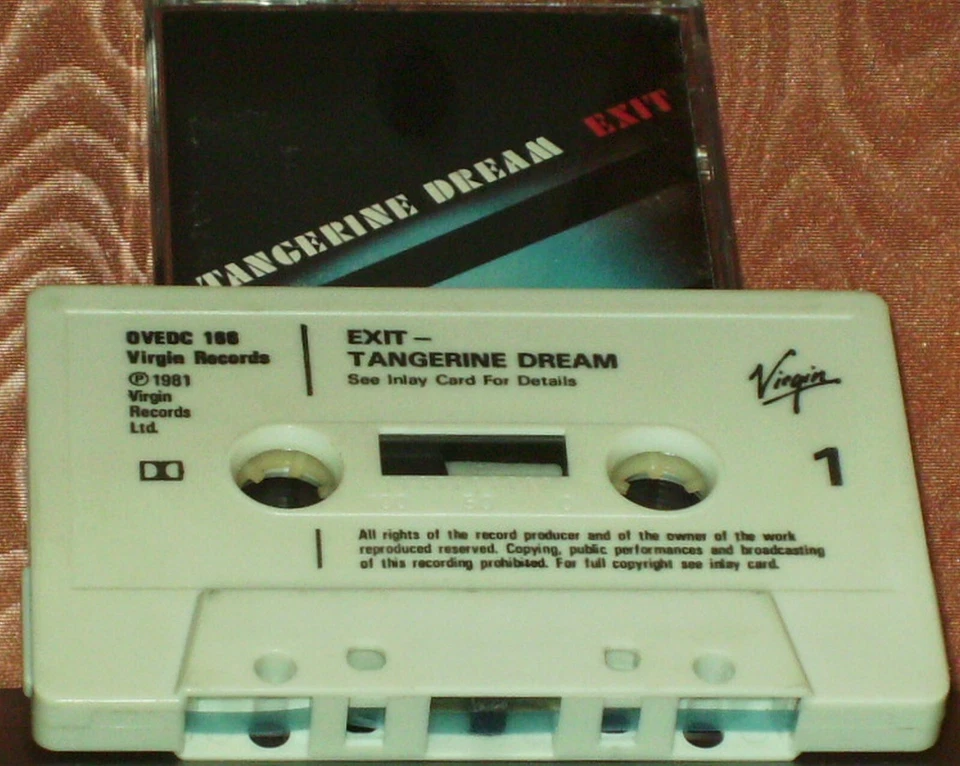 TANGERINE DREAM EXIT
OVEDC 166
Virgin Records
Ⓟ 1981
Virgin
Records
Ltd.
EXIT –
TANGERINE DREAM
See Inlay Card For Details
Virgin
1
All rights of the record producer and of the owner of the work
reproduced reserved. Copying, public performances and broadcasting
of this recording prohibited. For full copyright see inlay card.